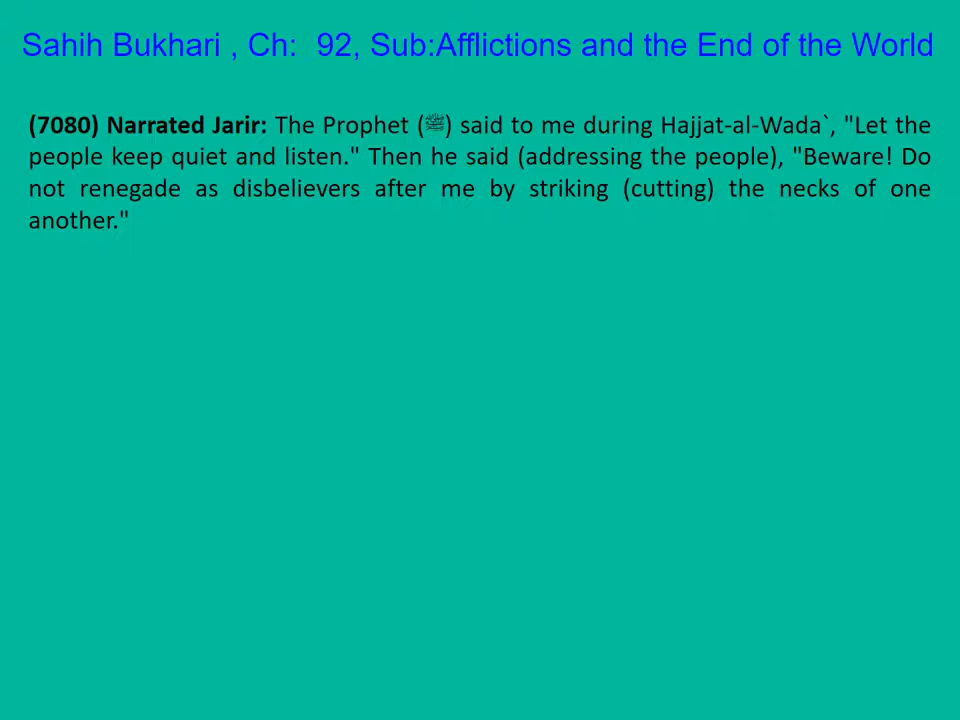 Sahih Bukhari , Ch:  92, Sub:Afflictions and the End of the World
(7080) Narrated Jarir: The Prophet (ﷺ) said to me during Hajjat-al-Wada`, "Let the
people keep quiet and listen." Then he said (addressing the people), "Beware! Do
not renegade as disbelievers after me by striking (cutting) the necks of one
another."